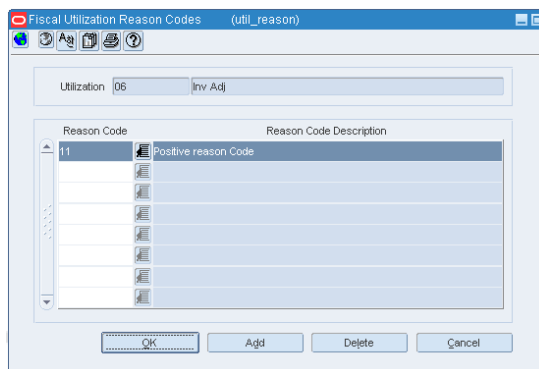 Fiscal Utilization Reason Codes (util_reason)
Utilization 06 Inv Adj
Reason Code Reason Code Description
11 Positive reason Code
OK Add Delete Cancel